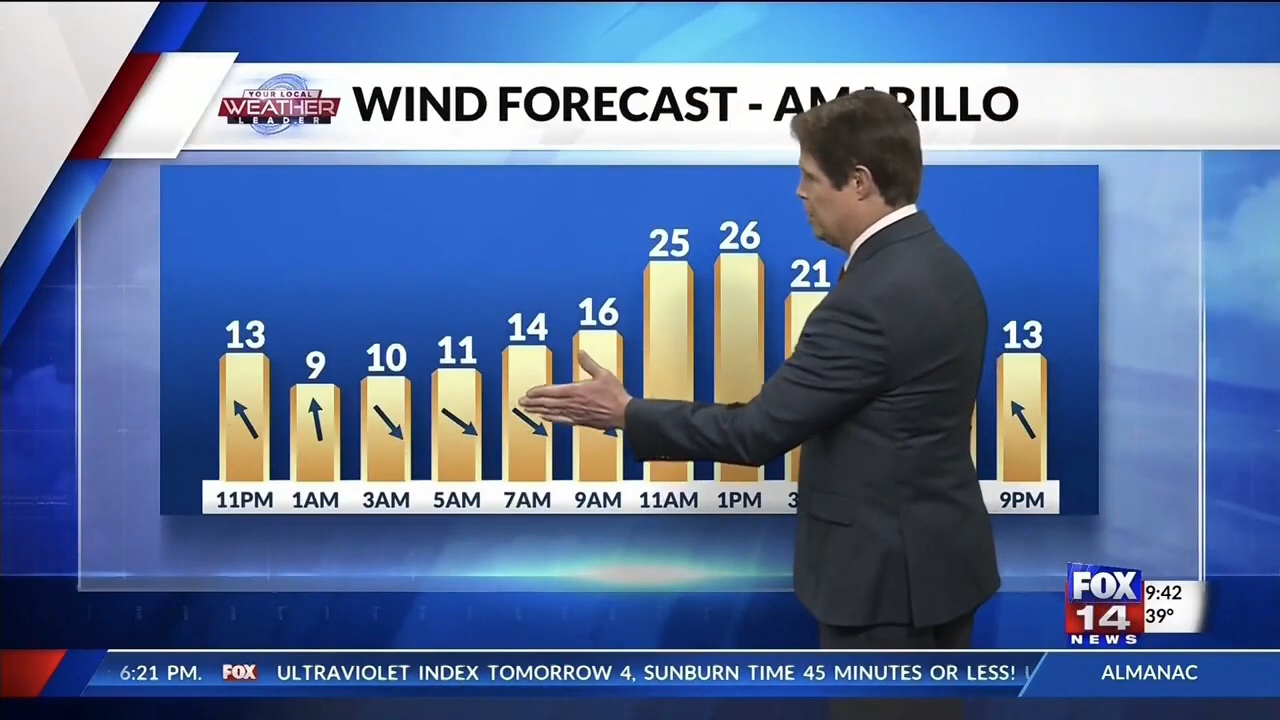 YOUR LOCAL
WEATHER
LEADER
WIND FORECAST - AMARILLO
13 9 10 11 14 16 25 26 21 13
11PM 1AM 3AM 5AM 7AM 9AM 11AM 1PM 3 9PM
FOX
14
NEWS
9:42
39°
6:21 PM. FOX ULTRAVIOLET INDEX TOMORROW 4, SUNBURN TIME 45 MINUTES OR LESS!
ALMANAC